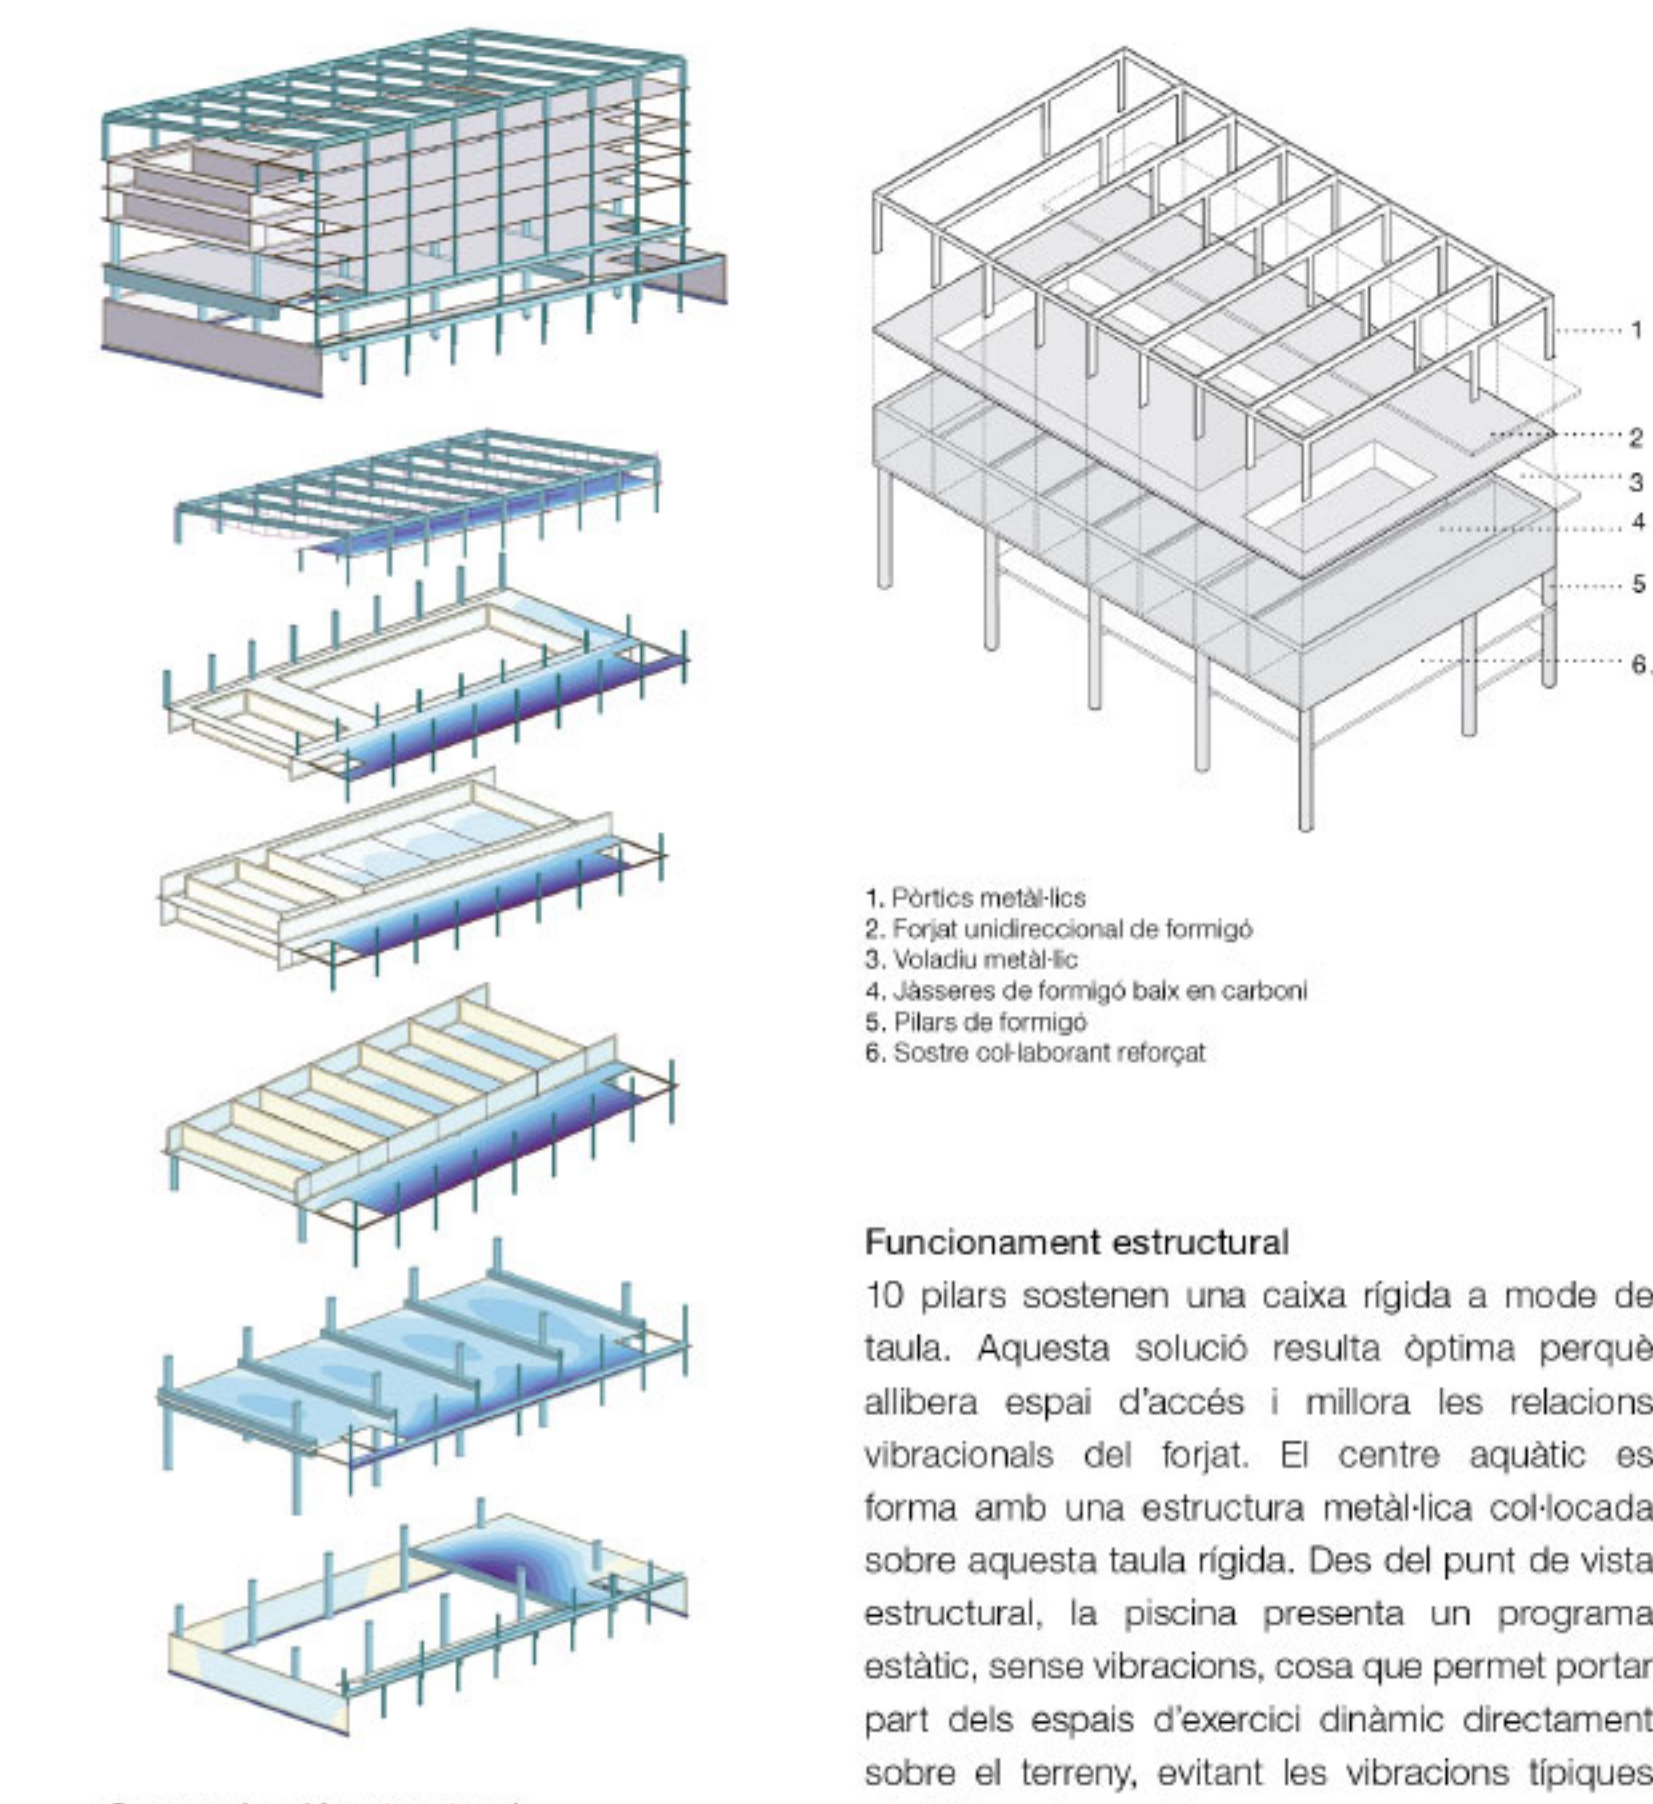 1
2
3
4
5
6.
1. Pòrtics metàl·lics
2. Forjat unidireccional de formigó
3. Voladiu metàl·lic
4. Jàsseres de formigó baix en carboni
5. Pilars de formigó
6. Sostre col·laborant reforçat
Funcionament estructural
10 pilars sostenen una caixa rígida a mode de
taula. Aquesta solució resulta òptima perquè
allibera espai d'accés i millora les relacions
vibracionals del forjat. El centre aquàtic es
forma amb una estructura metàl·lica col·locada
sobre aquesta taula rígida. Des del punt de vista
estructural, la piscina presenta un programa
estàtic, sense vibracions, cosa que permet portar
part dels espais d'exercici dinàmic directament
sobre el terreny, evitant les vibracions típiques